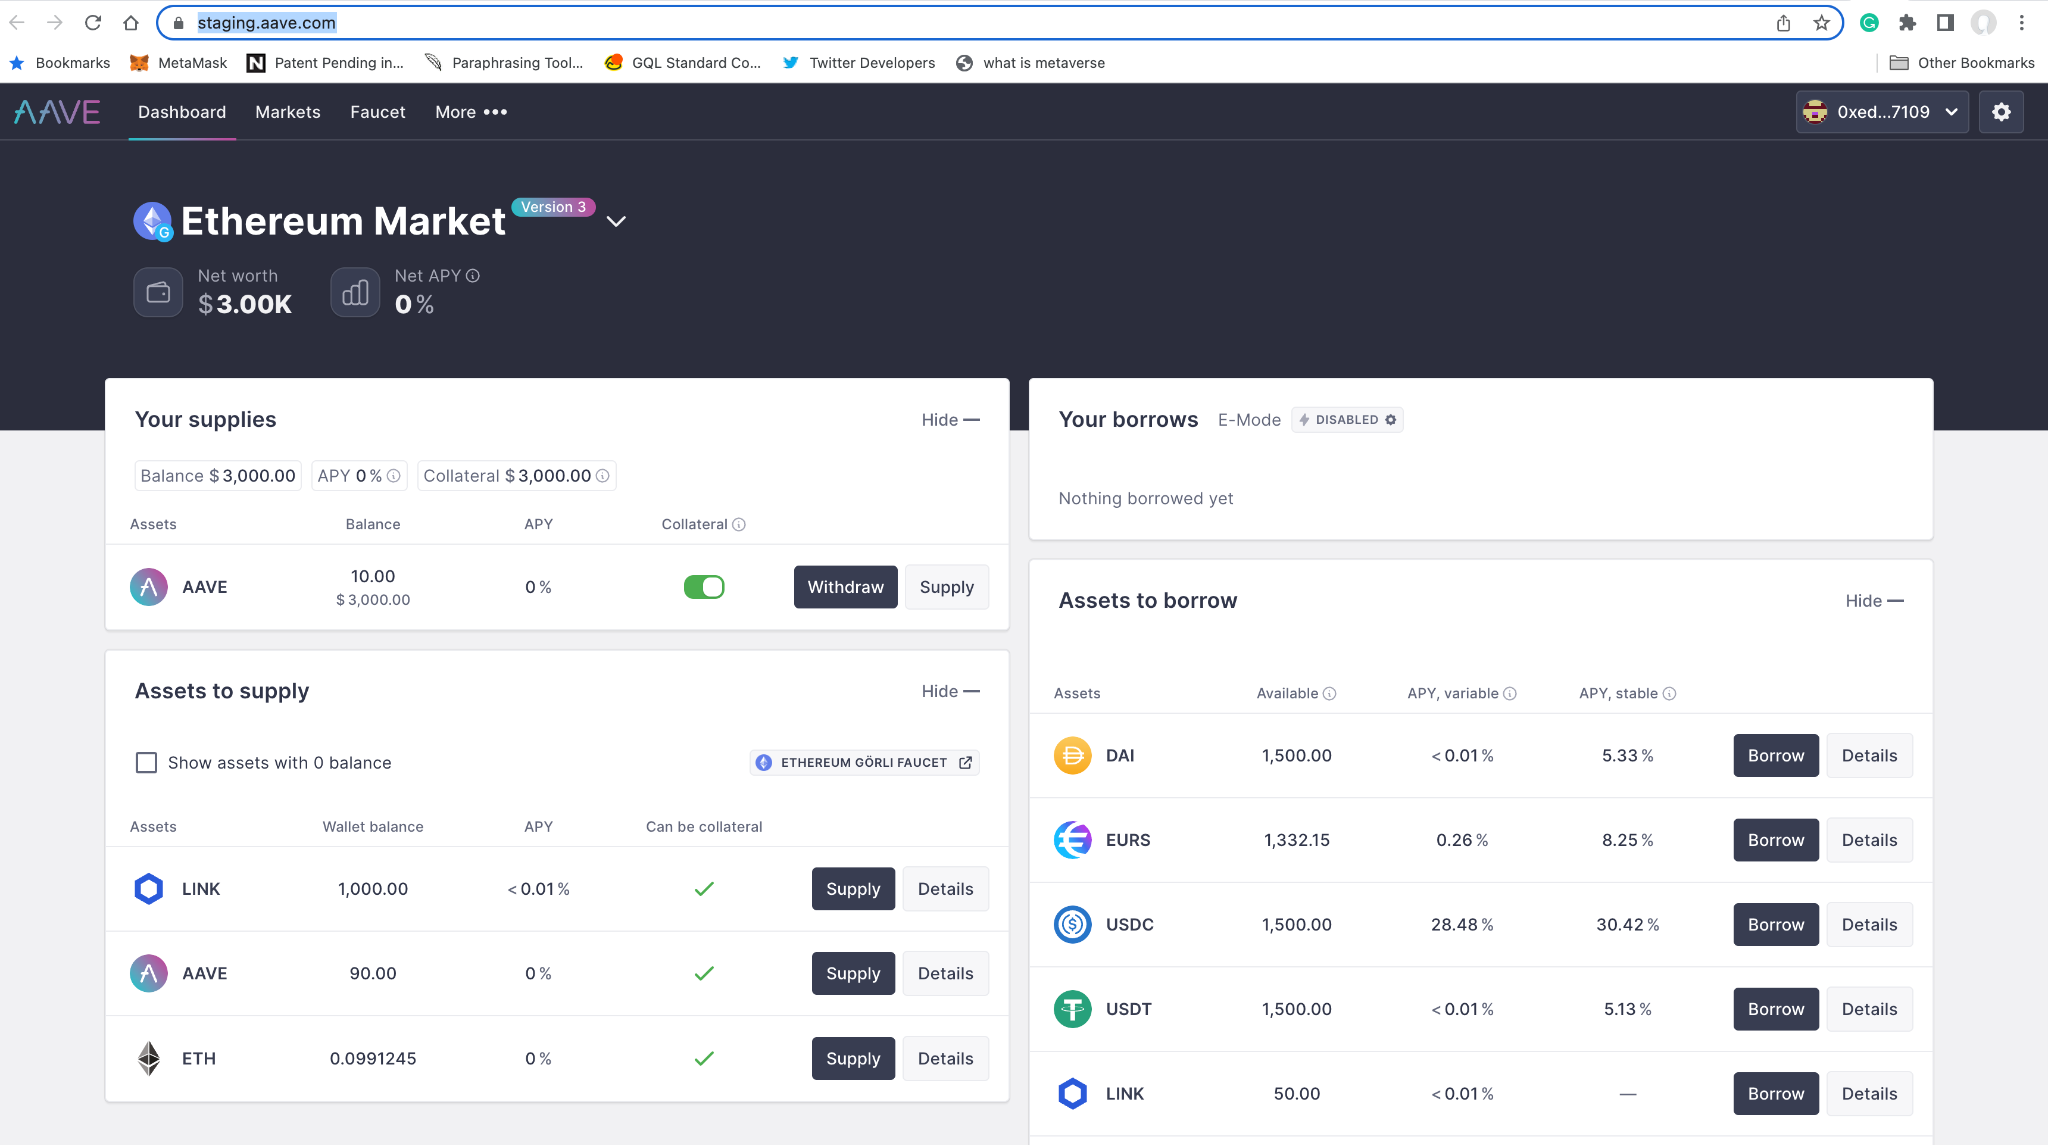 staging.aave.com
Bookmarks MetaMask Patent Pending in... Paraphrasing Tool... GQL Standard Co... Twitter Developers what is metaverse Other Bookmarks
AAVE Dashboard Markets Faucet More 0xed...7109
Ethereum Market Version 3
Net worth Net APY
$3.00K 0%
Your supplies Hide —
Balance $3,000.00 APY 0% Collateral $3,000.00
Assets Balance APY Collateral
AAVE 10.00 0% Withdraw Supply
$3,000.00
Assets to supply Hide —
Show assets with 0 balance ETHEREUM GÖRLI FAUCET
Assets Wallet balance APY Can be collateral
LINK 1,000.00 <0.01% Supply Details
AAVE 90.00 0% Supply Details
ETH 0.0991245 0% Supply Details
Your borrows E-Mode DISABLED
Nothing borrowed yet
Assets to borrow Hide —
Assets Available APY, variable APY, stable
DAI 1,500.00 <0.01% 5.33% Borrow Details
EURS 1,332.15 0.26% 8.25% Borrow Details
USDC 1,500.00 28.48% 30.42% Borrow Details
USDT 1,500.00 <0.01% 5.13% Borrow Details
LINK 50.00 <0.01% — Borrow Details